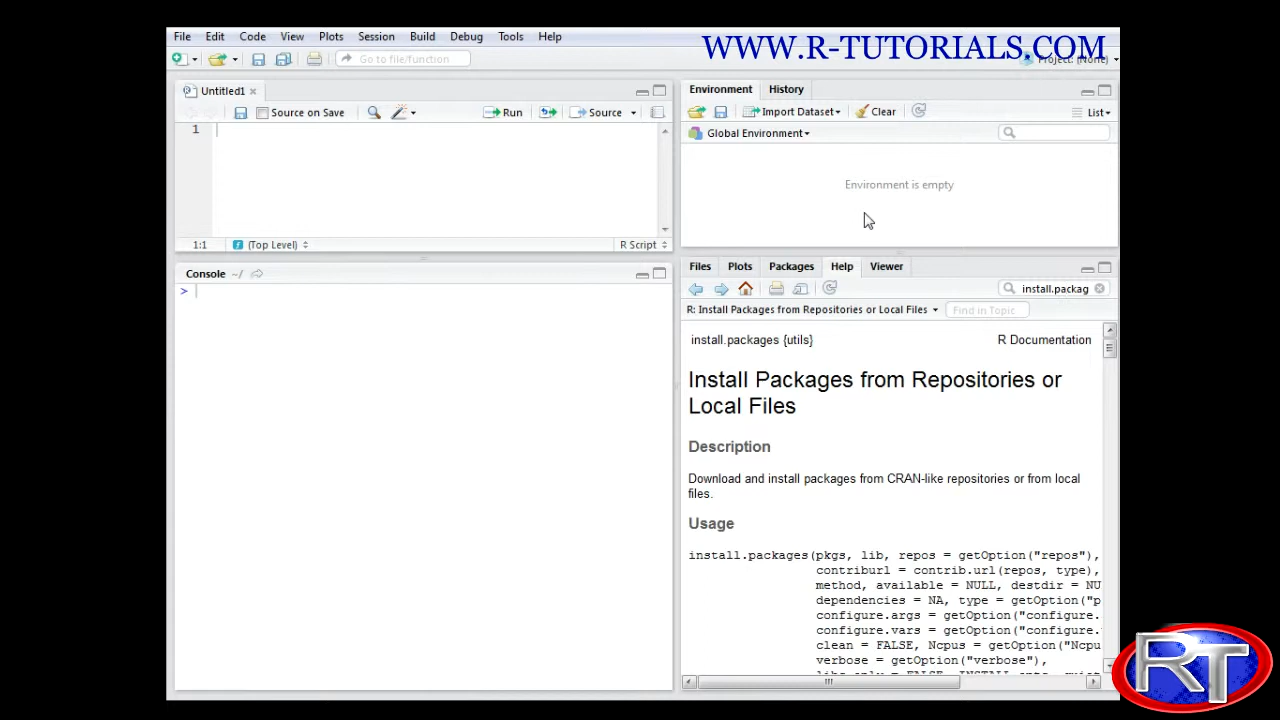 File Edit Code View Plots Session Build Debug Tools Help
WWW.R-TUTORIALS.COM
Go to file/function
Project: (None)
Untitled1
Source on Save
Run
Source
1
1:1 (Top Level) R Script
Console ~/
>
Environment History
Import Dataset Clear List
Global Environment
Environment is empty
Files Plots Packages Help Viewer
install.packag
R: Install Packages from Repositories or Local Files Find in Topic
install.packages {utils} R Documentation
Install Packages from Repositories or
Local Files
Description
Download and install packages from CRAN-like repositories or from local
files.
Usage
install.packages(pkgs, lib, repos = getOption("repos"),
contriburl = contrib.url(repos, type),
method, available = NULL, destdir = NU
dependencies = NA, type = getOption("p
configure.args = getOption("configure.
configure.vars = getOption("configure.
clean = FALSE, Ncpus = getOption("Ncpu
verbose = getOption("verbose"),
RT